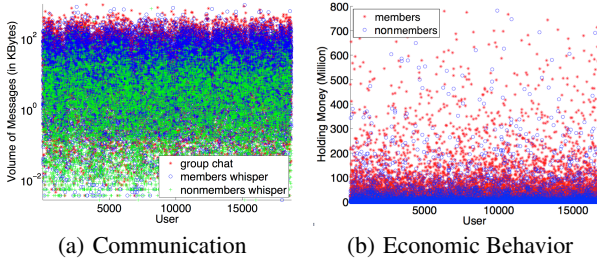 Volume of Messages (in KBytes)
10^2
10^0
10^-2
5000
10000
15000
User
group chat
members whisper
nonmembers whisper
(a) Communication
Holding Money (Million)
800
700
600
500
400
300
200
100
0
5000
10000
15000
User
members
nonmembers
(b) Economic Behavior